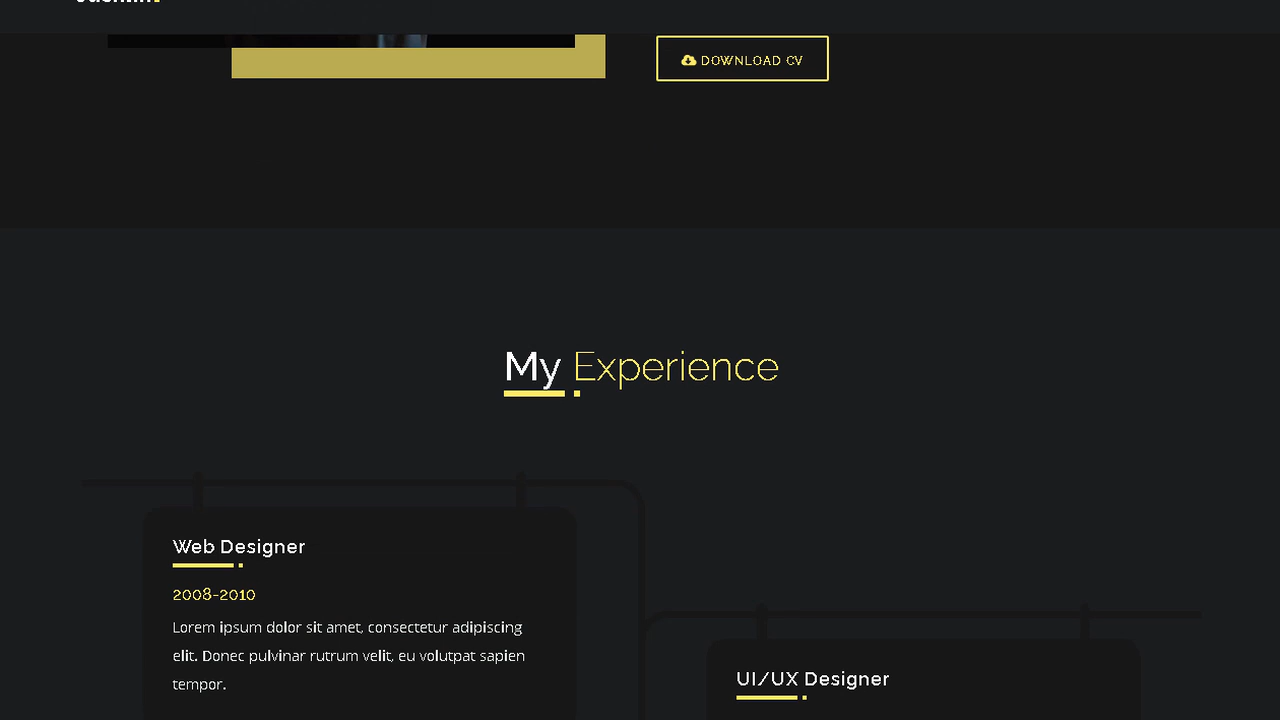 DOWNLOAD CV
My Experience
Web Designer
2008-2010
Lorem ipsum dolor sit amet, consectetur adipiscing
elit. Donec pulvinar rutrum velit, eu volutpat sapien
tempor.
UI/UX Designer